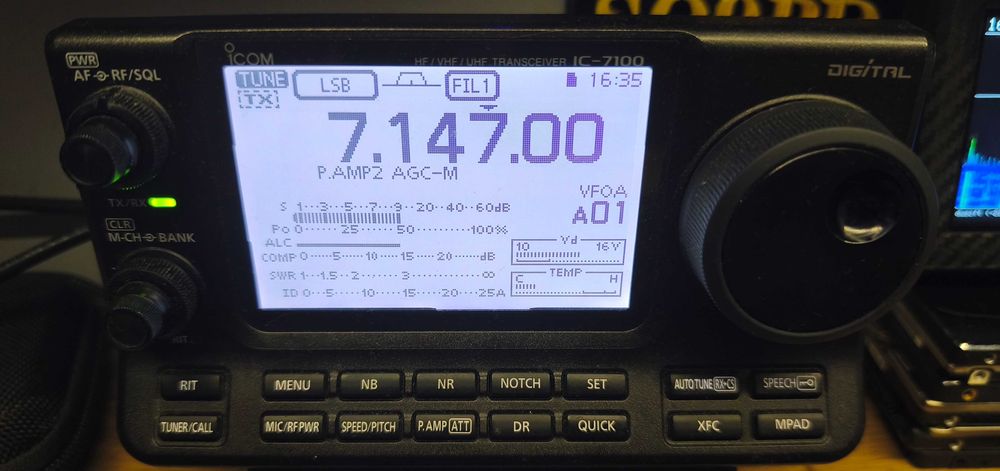 PWR
AF RF/SQL
ICOM
HF/VHF/UHF TRANSCEIVER IC-7100
DIGITAL
TUNE LSB FIL1 16:35
TX
7.147.00
P.AMP2 AGC-M
VFOA
A01
S 1··3··5··7··9··20··40··60dB
Po 0·····25·····50·······100%
ALC
COMP 0····5····10····15····20·····dB
SWR 1··1.5··2·······3···········∞
ID 0···5····10····15····20···25A
Vd
10 16V
TEMP
C H
TX/RX
CLR
M-CH BANK
RIT
RIT MENU NB NR NOTCH SET AUTOTUNE RX→CS SPEECH
TUNER/CALL MIC/RF PWR SPEED/PITCH P.AMP ATT DR QUICK XFC MPAD